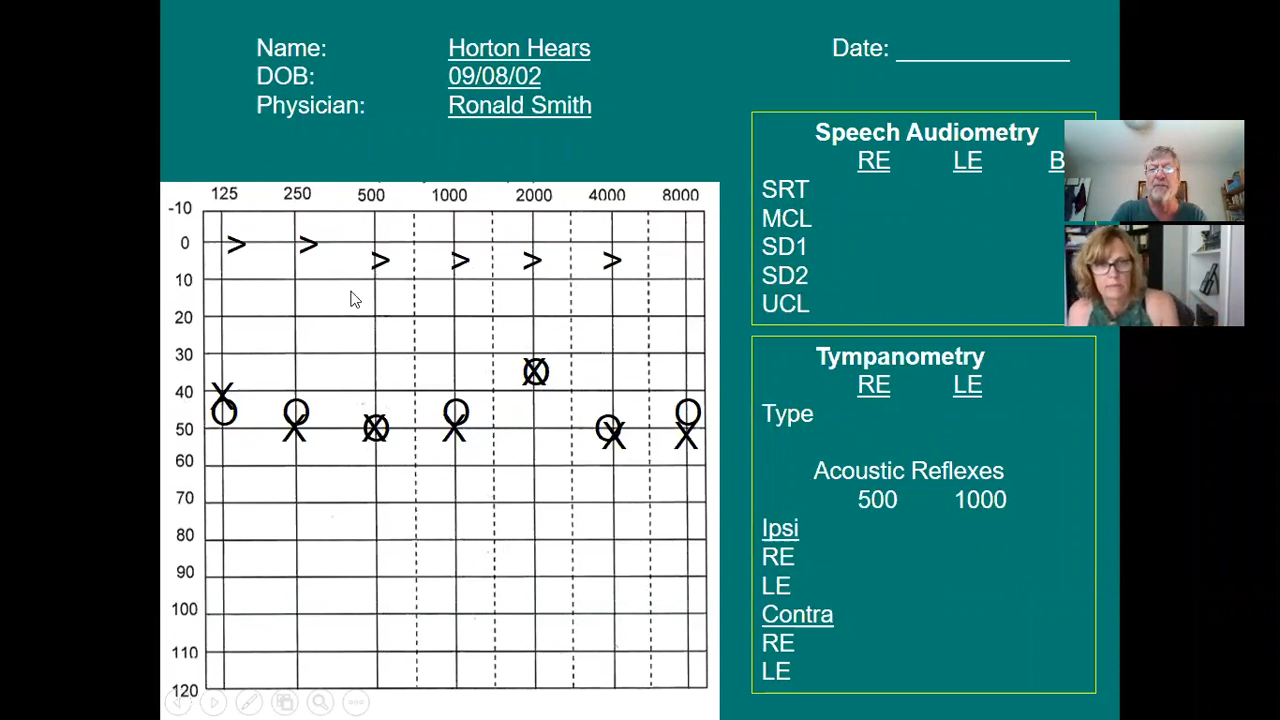 Name: Horton Hears
DOB: 09/08/02
Physician: Ronald Smith
Date:
125 250 500 1000 2000 4000 8000
-10
0
10
20
30
40
50
60
70
80
90
100
110
120
> > > > > >
X X X X X X X
O O O O O O O
Speech Audiometry
RE LE B
SRT
MCL
SD1
SD2
UCL
Tympanometry
RE LE
Type
Acoustic Reflexes
500 1000
Ipsi
RE
LE
Contra
RE
LE